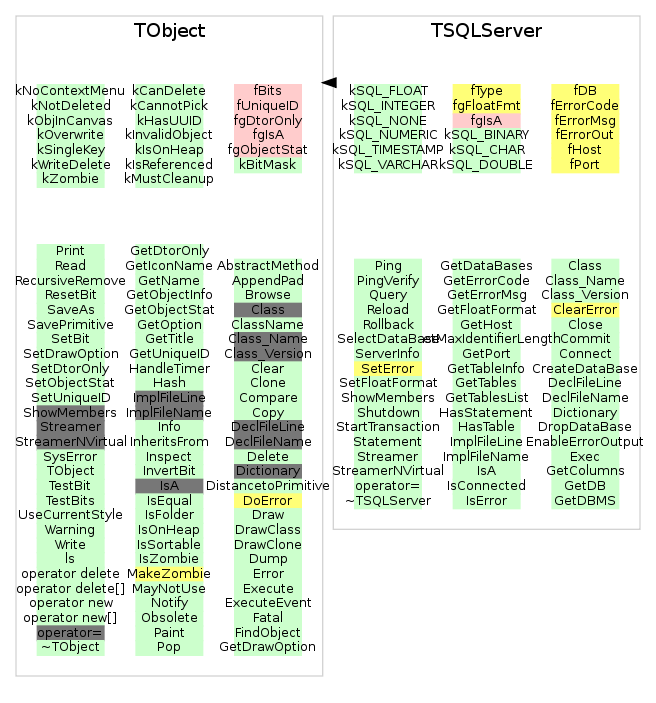 TObject
kNoContextMenu
kNotDeleted
kObjInCanvas
kOverwrite
kSingleKey
kWriteDelete
kZombie
kCanDelete
kCannotPick
kHasUUID
kInvalidObject
kIsOnHeap
kIsReferenced
kMustCleanup
fBits
fUniqueID
fgDtorOnly
fgIsA
fgObjectStat
kBitMask
Print
Read
RecursiveRemove
ResetBit
SaveAs
SavePrimitive
SetBit
SetDrawOption
SetDtorOnly
SetObjectStat
SetUniqueID
ShowMembers
Streamer
StreamerNVirtual
SysError
TObject
TestBit
TestBits
UseCurrentStyle
Warning
Write
ls
operator delete
operator delete[]
operator new
operator new[]
operator=
~TObject
GetDtorOnly
GetIconName
GetName
GetObjectInfo
GetObjectStat
GetOption
GetTitle
GetUniqueID
HandleTimer
Hash
ImplFileLine
ImplFileName
Info
InheritsFrom
Inspect
InvertBit
IsA
IsEqual
IsFolder
IsOnHeap
IsSortable
IsZombie
MakeZombie
MayNotUse
Notify
Obsolete
Paint
Pop
AbstractMethod
AppendPad
Browse
Class
ClassName
Class_Name
Class_Version
Clear
Clone
Compare
Copy
DeclFileLine
DeclFileName
Delete
Dictionary
DistancetoPrimitive
DoError
Draw
DrawClass
DrawClone
Dump
Error
Execute
ExecuteEvent
Fatal
FindObject
GetDrawOption
TSQLServer
kSQL_FLOAT
kSQL_INTEGER
kSQL_NONE
kSQL_NUMERIC
kSQL_TIMESTAMP
kSQL_VARCHAR
fType
fgFloatFmt
fgIsA
kSQL_BINARY
kSQL_CHAR
kSQL_DOUBLE
fDB
fErrorCode
fErrorMsg
fErrorOut
fHost
fPort
Ping
PingVerify
Query
Reload
Rollback
SelectDataBase
ServerInfo
SetError
SetFloatFormat
ShowMembers
Shutdown
StartTransaction
Statement
Streamer
StreamerNVirtual
operator=
~TSQLServer
GetDataBases
GetErrorCode
GetErrorMsg
GetFloatFormat
GetHost
GetPort
GetTableInfo
GetTables
GetTablesList
HasStatement
HasTable
ImplFileLine
ImplFileName
IsA
IsConnected
IsError
Class
Class_Name
Class_Version
ClearError
Close
Commit
Connect
CreateDataBase
DeclFileLine
DeclFileName
Dictionary
DropDataBase
EnableErrorOutput
Exec
GetColumns
GetDB
GetDBMS